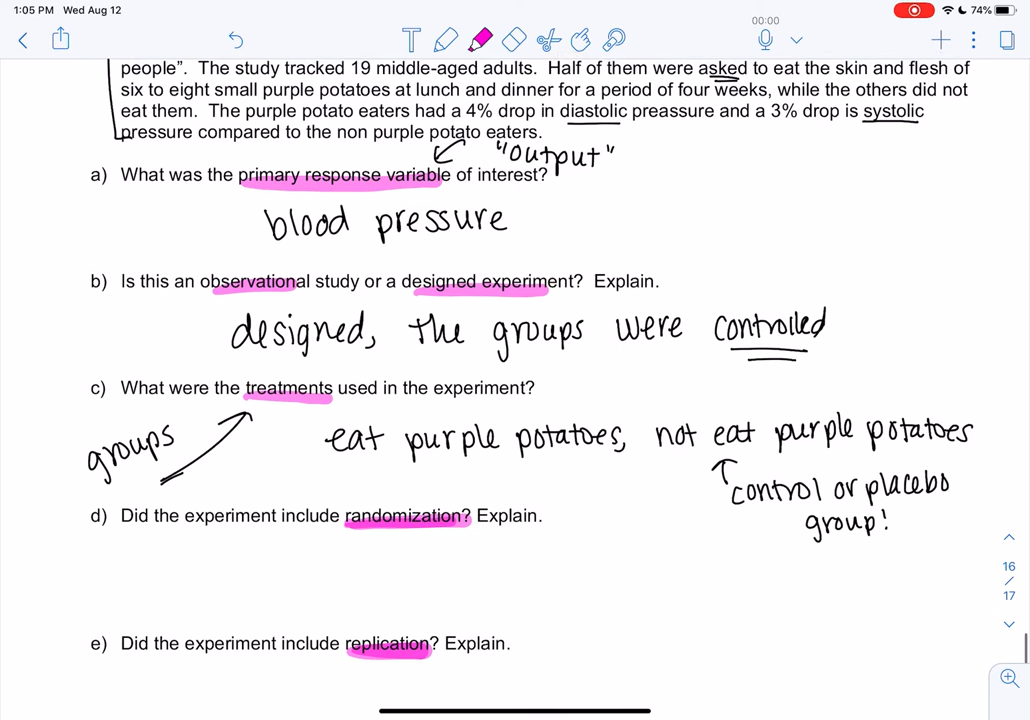 1:05 PM Wed Aug 12
74%
00:00
people". The study tracked 19 middle-aged adults. Half of them were asked to eat the skin and flesh of
six to eight small purple potatoes at lunch and dinner for a period of four weeks, while the others did not
eat them. The purple potato eaters had a 4% drop in diastolic preassure and a 3% drop is systolic
pressure compared to the non purple potato eaters.
"output"
a) What was the primary response variable of interest?
blood pressure
b) Is this an observational study or a designed experiment? Explain.
designed, the groups were controlled
c) What were the treatments used in the experiment?
groups
eat purple potatoes, not eat purple potatoes
control or placebo
group!
d) Did the experiment include randomization? Explain.
16
/
17
e) Did the experiment include replication? Explain.